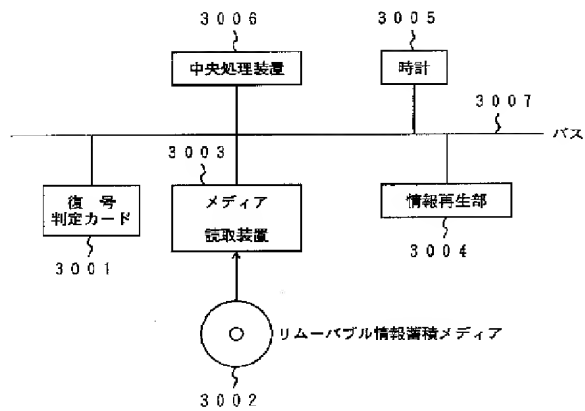 3006
3005
中央処理装置
時計
3007
バス
3003
復号
判定カード
メディア
読取装置
情報再生部
3001
3004
リムーバブル情報蓄積メディア
3002